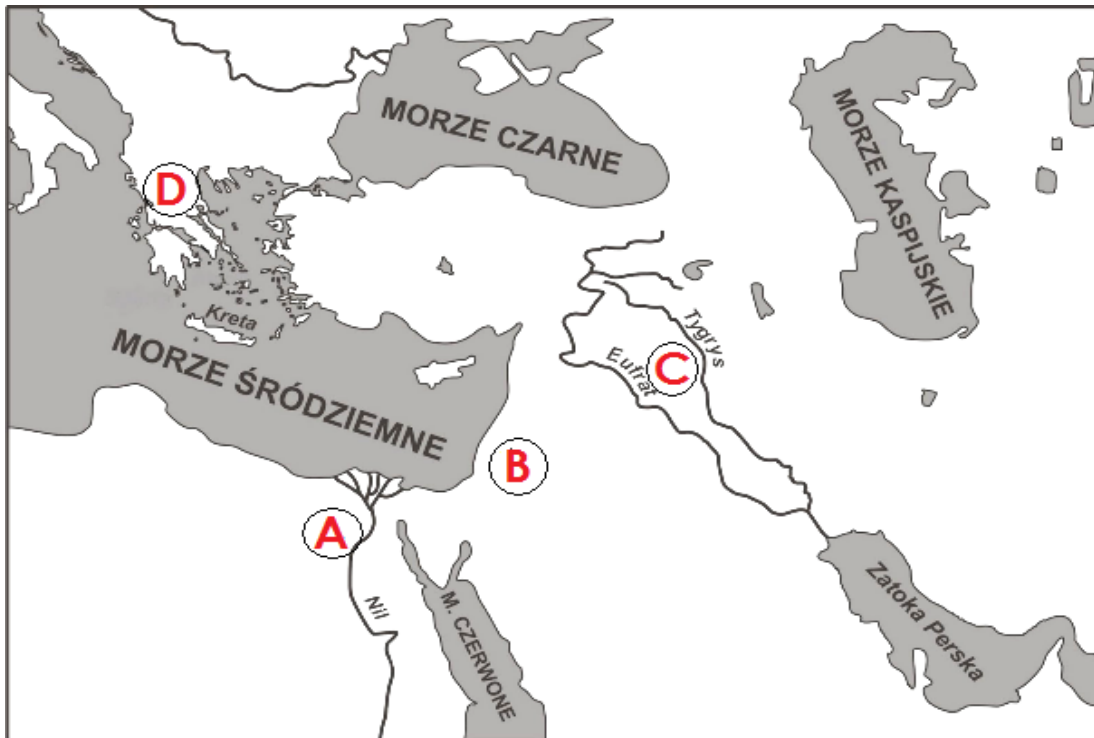 MORZE CZARNE
MORZE KASPIJSKIE
D
Kreta
MORZE ŚRÓDZIEMNE
Tygrys
Eufrat
C
B
A
Nil
M. CZERWONE
Zatoka Perska